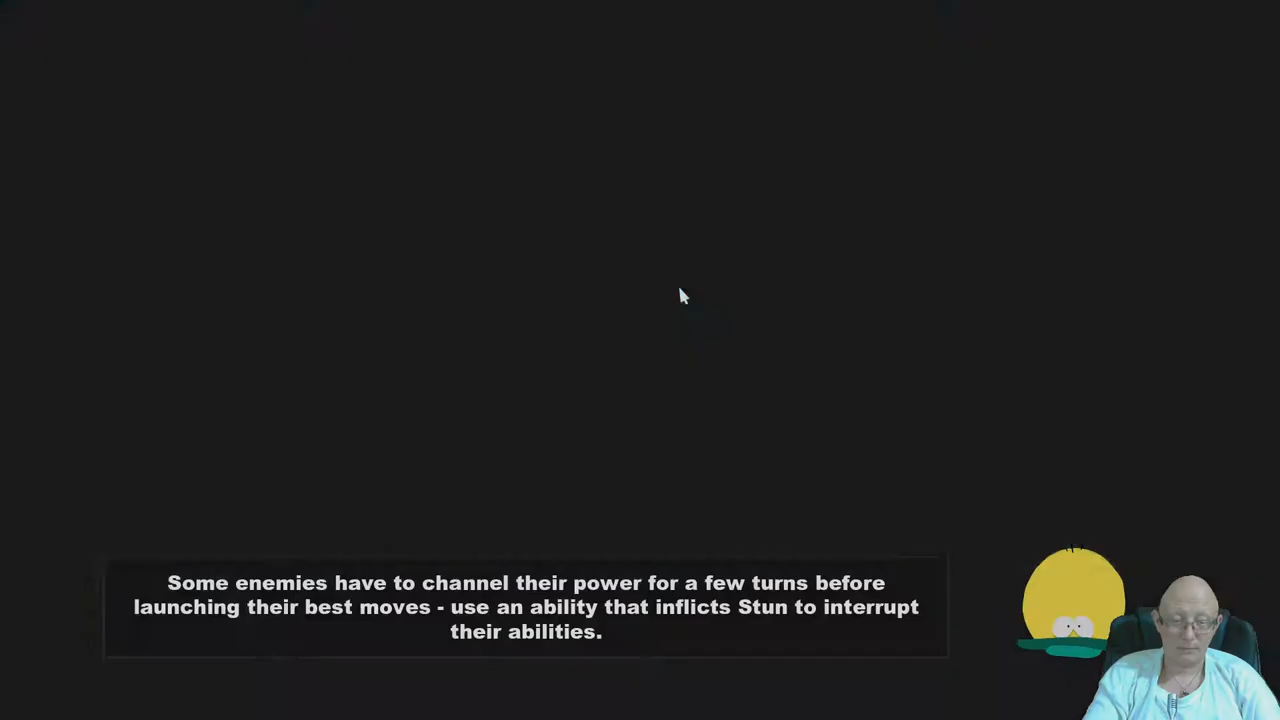 Some enemies have to channel their power for a few turns before
launching their best moves - use an ability that inflicts Stun to interrupt
their abilities.